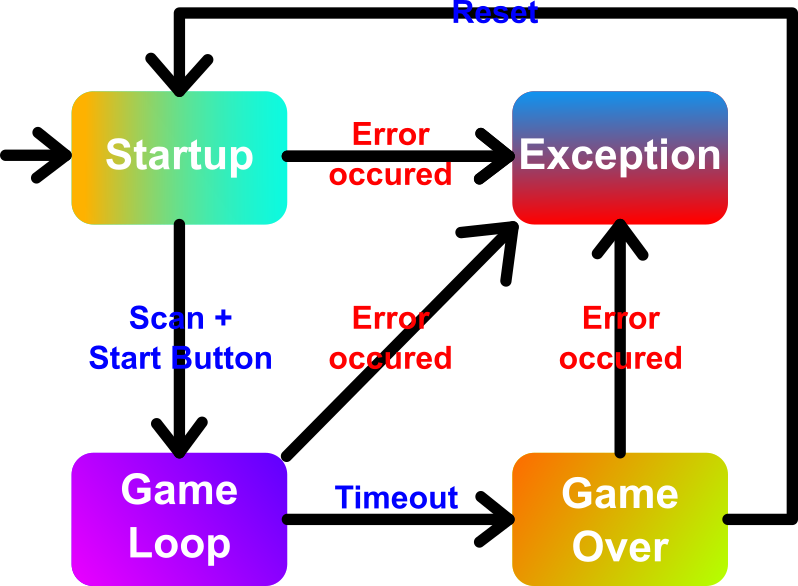 Reset
Startup
Error
occured
Exception
Scan +
Start Button
Error
occured
Error
occured
Game
Loop
Timeout
Game
Over